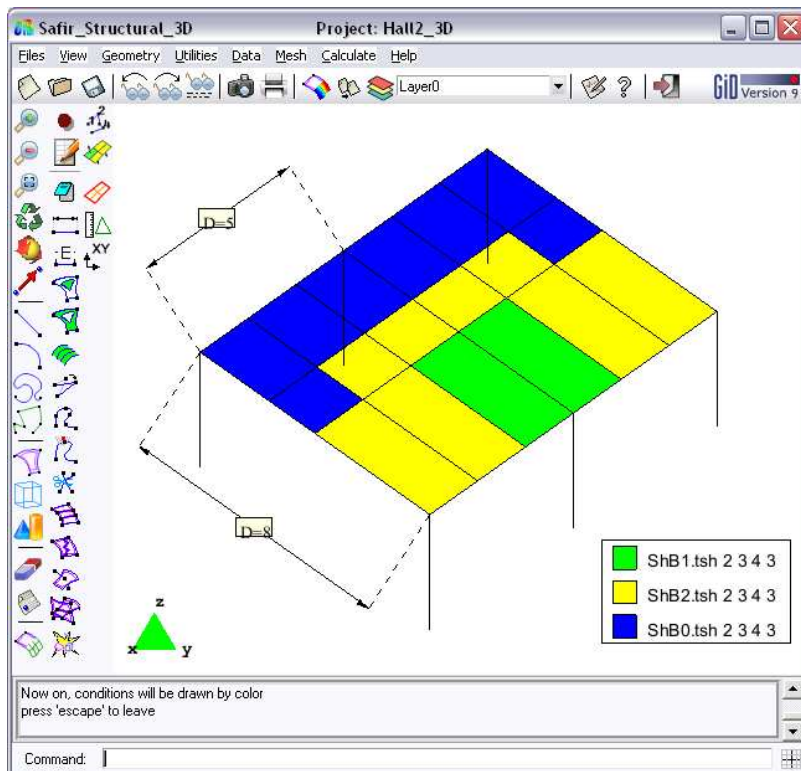 Safir_Structural_3D Project: Hall2_3D
Files View Geometry Utilities Data Mesh Calculate Help
Layer0 ? GiD Version 9
2
E XY
D=5
D=8
ShB1.tsh 2 3 4 3
ShB2.tsh 2 3 4 3
ShB0.tsh 2 3 4 3
z
x y
Now on, conditions will be drawn by color
press 'escape' to leave
Command: